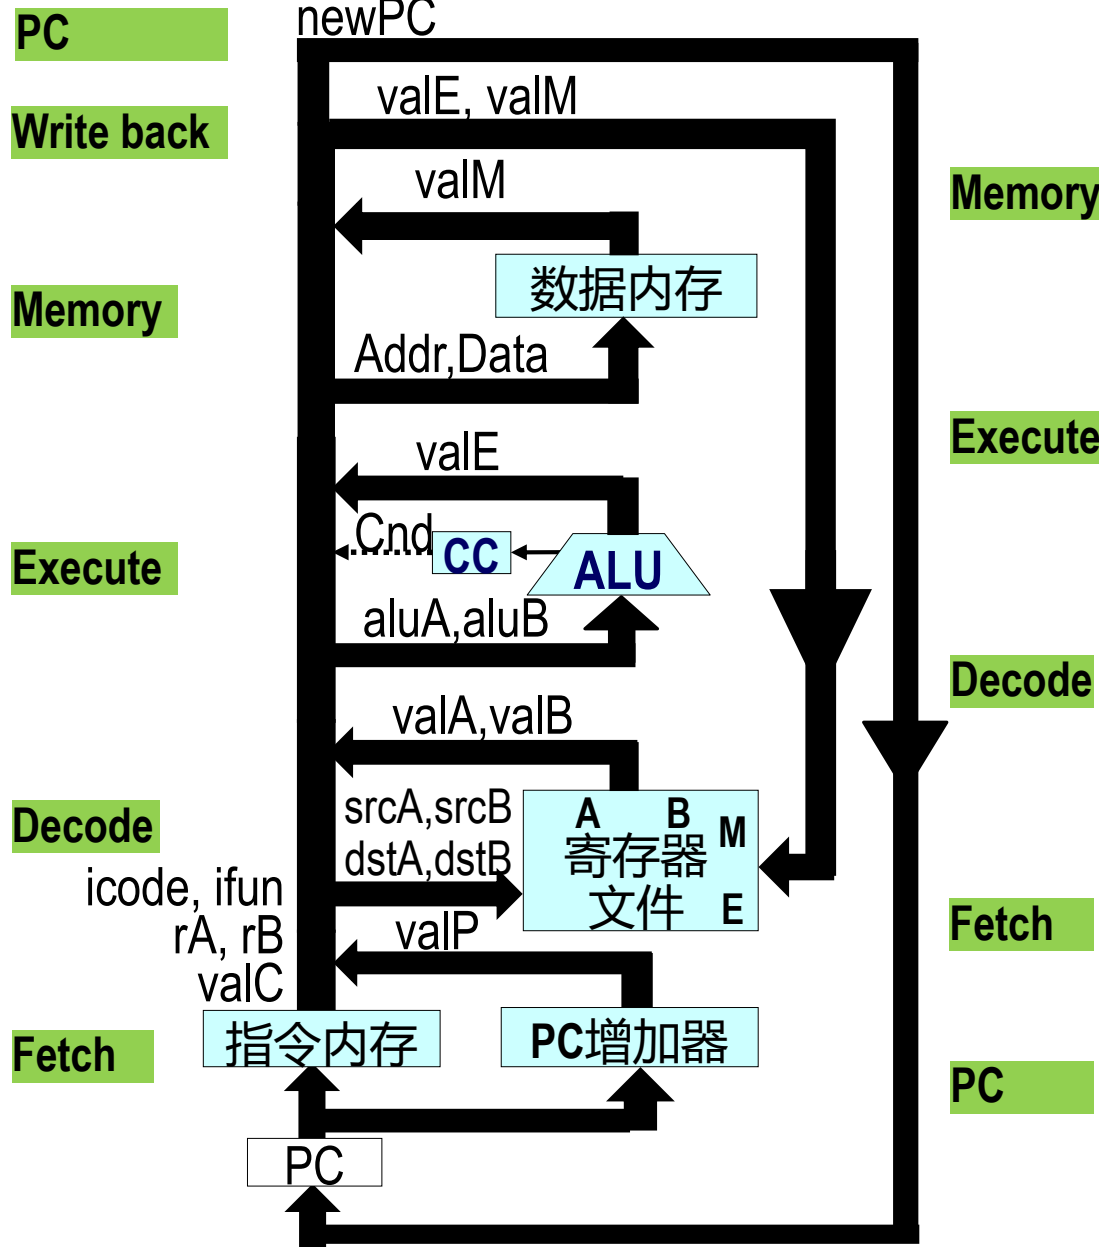 newPC
PC
valE, valM
Write back
valM
Memory
数据内存
Memory
Addr,Data
Execute
valE
Cnd
CC
ALU
Execute
aluA,aluB
Decode
valA,valB
srcA,srcB
A B M
Decode
寄存器
dstA,dstB
icode, ifun
文件 E
Fetch
rA, rB
valP
valC
指令内存
PC增加器
Fetch
PC
PC